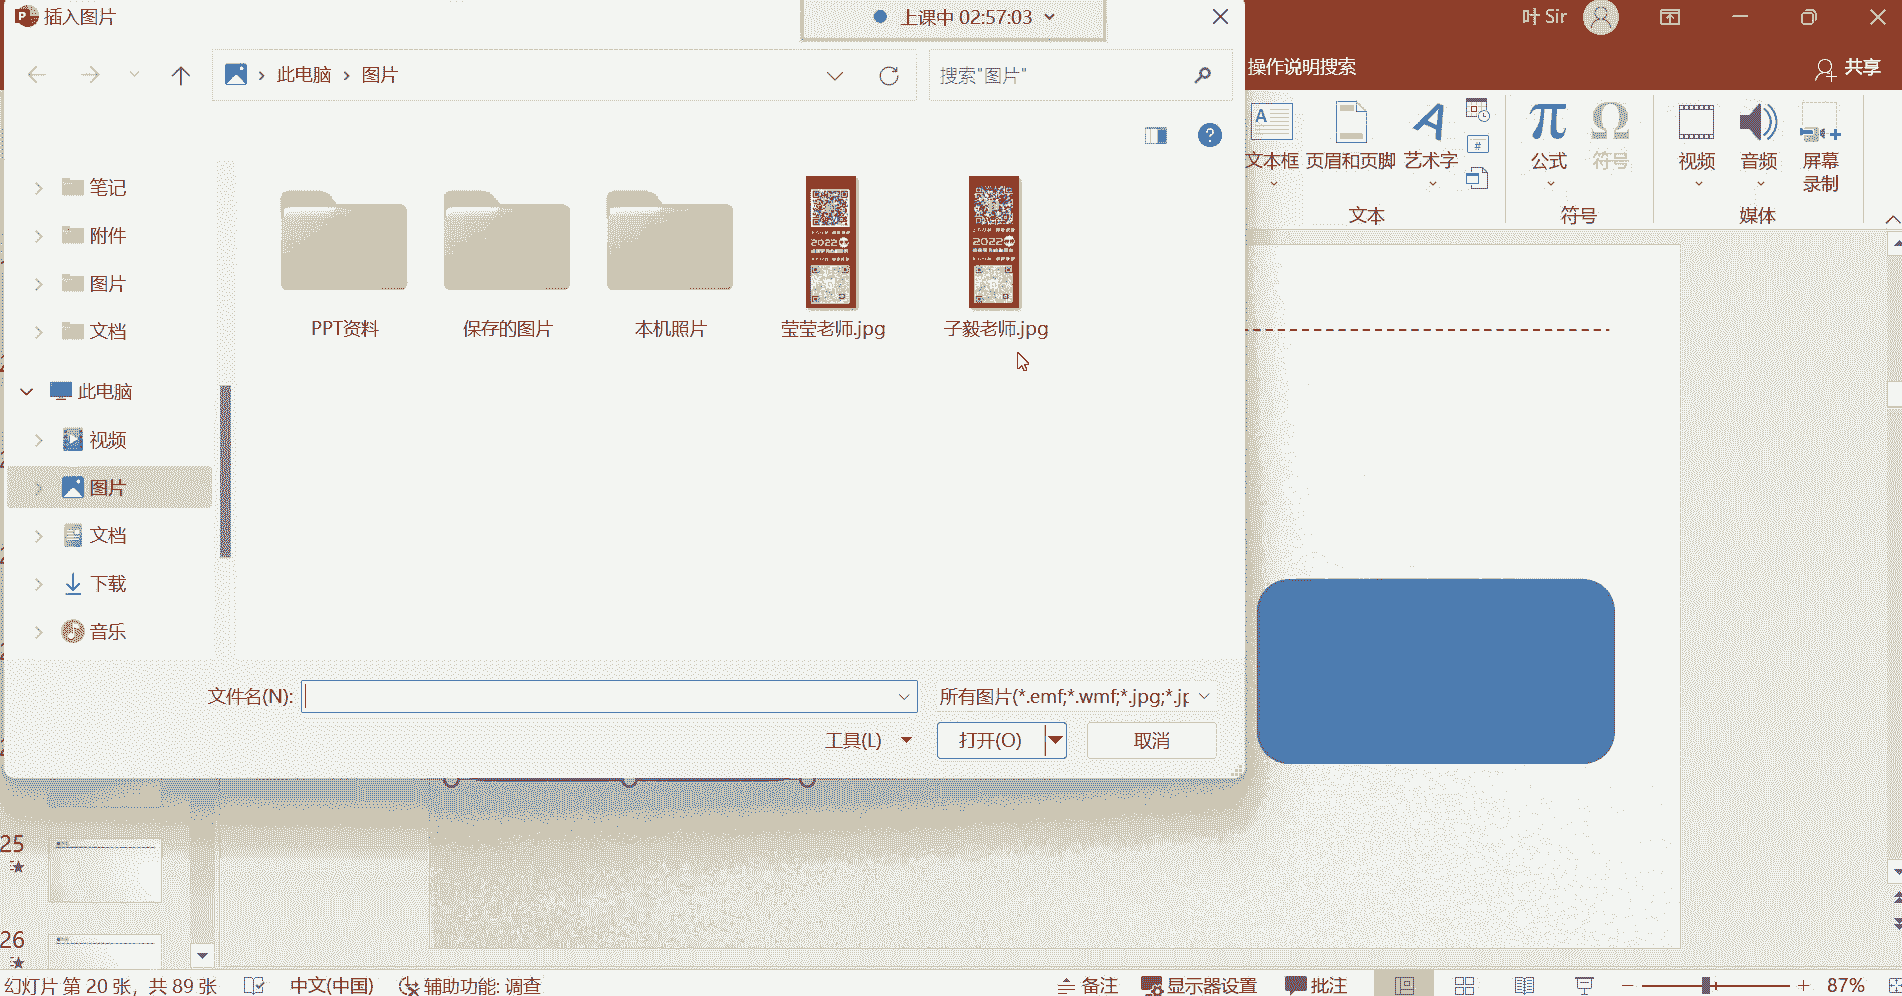 插入图片
上课中 02:57:03
叶 Sir
此电脑 › 图片
搜索"图片"
操作说明搜索
共享
文本框
页眉和页脚
艺术字
公式
符号
视频
音频
屏幕
录制
文本
符号
媒体
笔记
附件
图片
文档
此电脑
视频
图片
文档
下载
音乐
PPT资料
保存的图片
本机照片
莹莹老师.jpg
子毅老师.jpg
2022
2022
文件名(N):
所有图片(*.emf;*.wmf;*.jpg;*.jp
工具(L)
打开(O)
取消
25
26
幻灯片 第 20 张，共 89 张
中文(中国)
辅助功能: 调查
备注
显示器设置
批注
87%